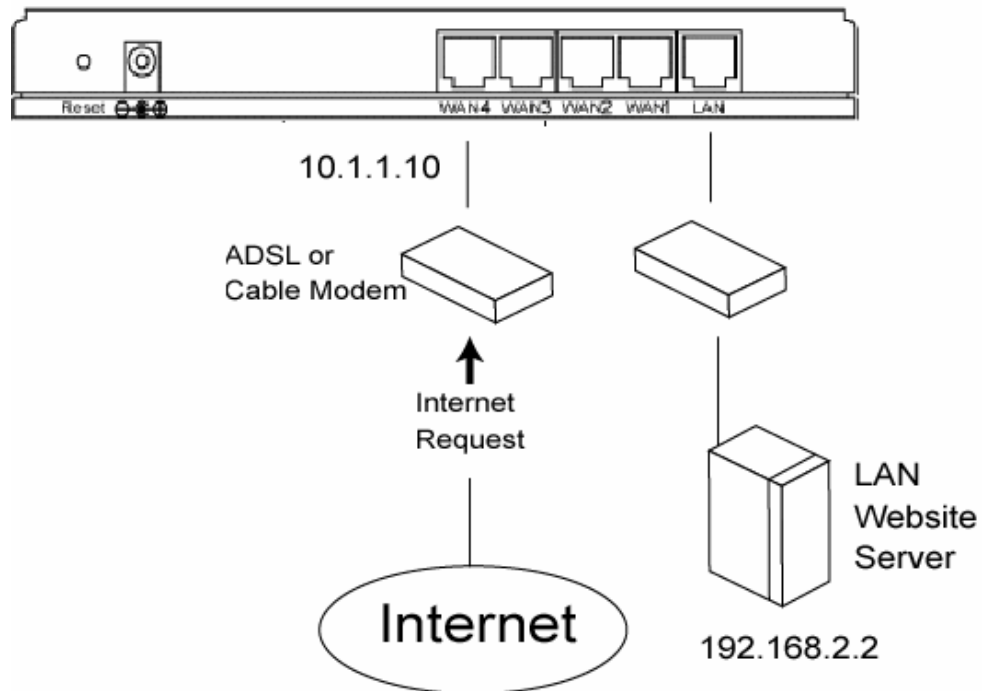 Reset
WAN4 WAN3 WAN2 WAN1 LAN
10.1.1.10
ADSL or
Cable Modem
Internet
Request
LAN
Website
Server
Internet
192.168.2.2